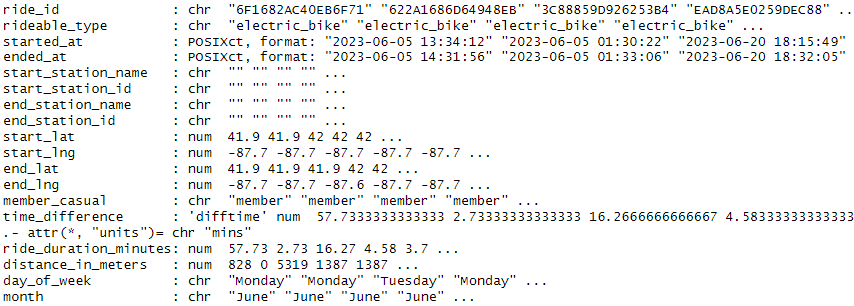 ride_id : chr "6F1682AC40EB6F71" "622A1686D64948EB" "3C88859D926253B4" "EAD8A5E0259DEC88" ..
rideable_type : chr "electric_bike" "electric_bike" "electric_bike" "electric_bike" ...
started_at : POSIXct, format: "2023-06-05 13:34:12" "2023-06-05 01:30:22" "2023-06-20 18:15:49"
ended_at : POSIXct, format: "2023-06-05 14:31:56" "2023-06-05 01:33:06" "2023-06-20 18:32:05"
start_station_name : chr "" "" "" "" ...
start_station_id : chr "" "" "" "" ...
end_station_name : chr "" "" "" "" ...
end_station_id : chr "" "" "" "" ...
start_lat : num 41.9 41.9 42 42 42 ...
start_lng : num -87.7 -87.7 -87.7 -87.7 -87.7 ...
end_lat : num 41.9 41.9 41.9 42 42 ...
end_lng : num -87.7 -87.7 -87.6 -87.7 -87.7 ...
member_casual : chr "member" "member" "member" "member" ...
time_difference : 'difftime' num 57.7333333333333 2.73333333333333 16.2666666666667 4.58333333333333
.- attr(*, "units")= chr "mins"
ride_duration_minutes: num 57.73 2.73 16.27 4.58 3.7 ...
distance_in_meters : num 828 0 5319 1387 1387 ...
day_of_week : chr "Monday" "Monday" "Tuesday" "Monday" ...
month : chr "June" "June" "June" "June" ...